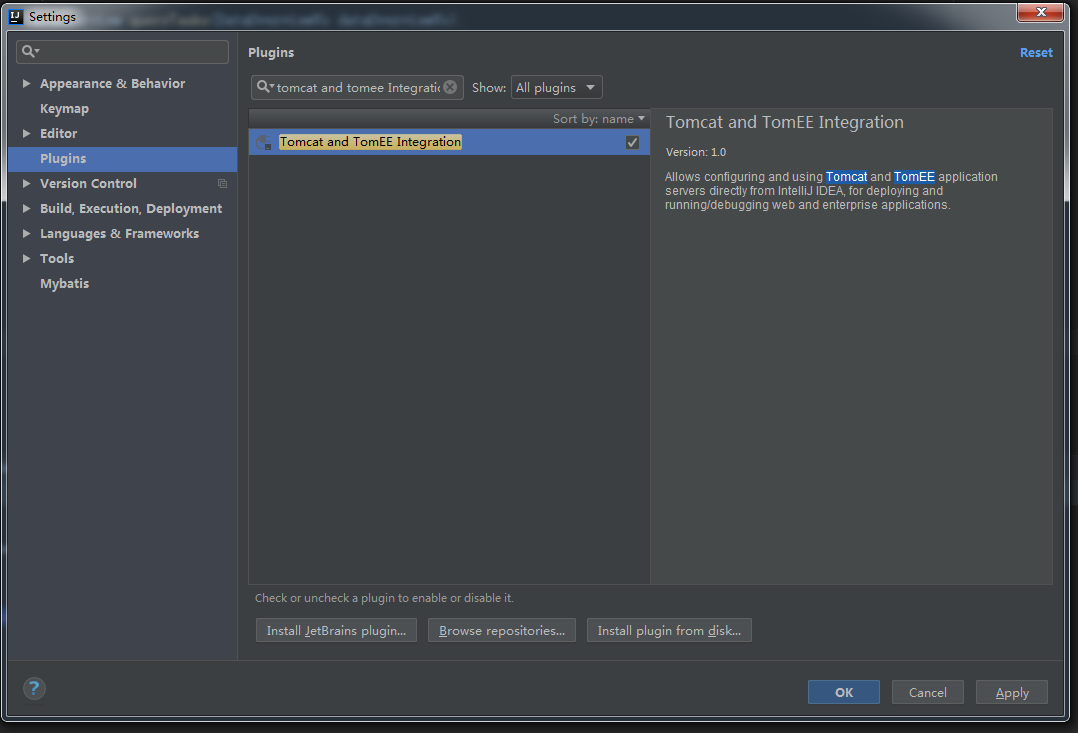 IJ Settings
Plugins
Reset
tomcat and tomee Integratic
Show:
All plugins
Appearance & Behavior
Keymap
Editor
Plugins
Version Control
Build, Execution, Deployment
Languages & Frameworks
Tools
Mybatis
Sort by: name
Tomcat and TomEE Integration
Tomcat and TomEE Integration
Version: 1.0
Allows configuring and using Tomcat and TomEE application
servers directly from IntelliJ IDEA, for deploying and
running/debugging web and enterprise applications.
Check or uncheck a plugin to enable or disable it.
Install JetBrains plugin...
Browse repositories...
Install plugin from disk...
?
OK
Cancel
Apply